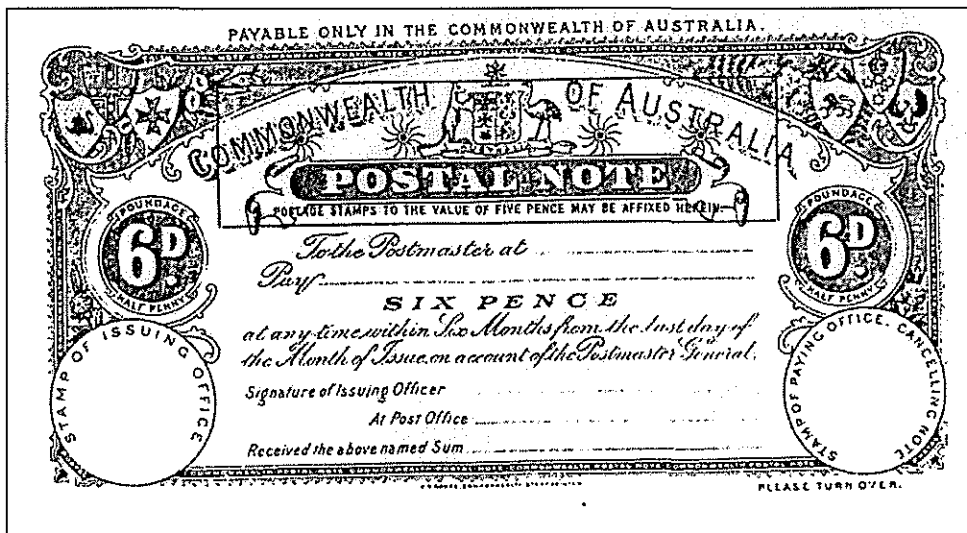 PAYABLE ONLY IN THE COMMONWEALTH OF AUSTRALIA.
COMMONWEALTH OF AUSTRALIA
POSTAL NOTE
POSTAGE STAMPS TO THE VALUE OF FIVE PENCE MAY BE AFFIXED HEREIN.
POUNDAGE
6D.
HALF PENNY
POUNDAGE
6D.
HALF PENNY
To the Postmaster at
Pay
SIX PENCE
at any time within Six Months from the last day of
the Month of Issue, on account of the Postmaster General.
STAMP OF ISSUING OFFICE
STAMP OF PAYING OFFICE, CANCELLING NOTE
Signature of Issuing Officer
At Post Office
Received the above named Sum
PLEASE TURN OVER.